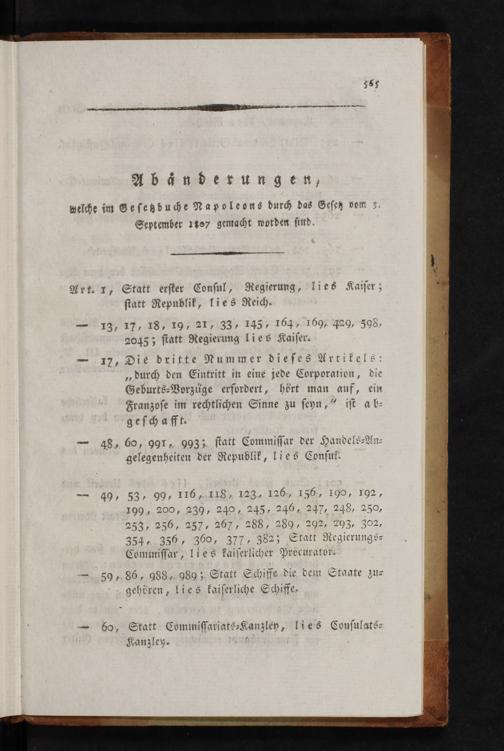 565
Abänderungen,
welche im Gesetzbuche Napoleons durch das Gesetz vom 3.
September 1807 gemacht worden sind.
Art. 1, Statt erster Consul, Regierung, lies Kaiser;
statt Republik, lies Reich.
— 13, 17, 18, 19, 21, 33, 145, 164, 169, 429, 598,
2045; statt Regierung lies Kaiser.
— 17, Die dritte Nummer dieses Artikels:
„durch den Eintritt in eine jede Corporation, die
Geburts-Vorzüge erfordert, hört man auf, ein
Franzose im rechtlichen Sinne zu seyn,“ ist ab-
geschafft.
— 48, 60, 991, 993; statt Commissar der Handels-An-
gelegenheiten der Republik, lies Consul.
— 49, 53, 99, 116, 118, 123, 126, 156, 190, 192,
199, 200, 239, 240, 245, 246, 247, 248, 250,
253, 256, 257, 267, 288, 289, 292, 293, 302,
354, 356, 360, 377, 382; Statt Regierungs-
Commissar, lies kaiserlicher Procurator.
— 59, 86, 988, 989; Statt Schiffe die dem Staate zu-
gehören, lies kaiserliche Schiffe.
— 60, Statt Commissariats-Kanzley, lies Consulats-
Kanzley.